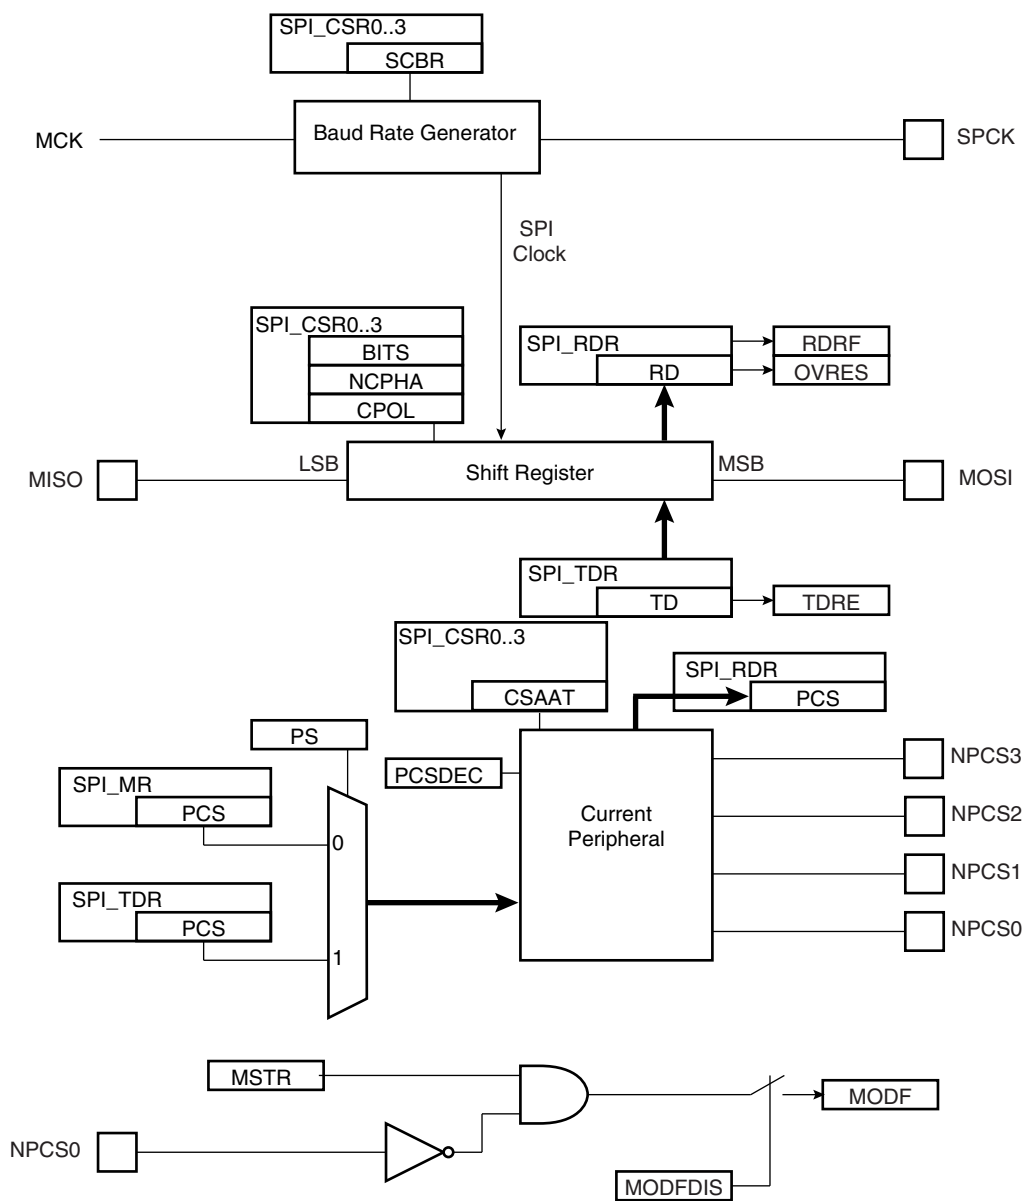 SPI_CSR0..3
SCBR
MCK
Baud Rate Generator
SPCK
SPI
Clock
SPI_CSR0..3
BITS
NCPHA
CPOL
SPI_RDR
RD
RDRF
OVRES
MISO
LSB
Shift Register
MSB
MOSI
SPI_TDR
TD
TDRE
SPI_CSR0..3
CSAAT
SPI_RDR
PCS
PS
PCSDEC
SPI_MR
PCS
0
Current
Peripheral
NPCS3
NPCS2
NPCS1
NPCS0
SPI_TDR
PCS
1
MSTR
MODF
NPCS0
MODFDIS